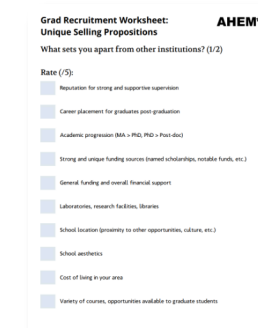 Grad Recruitment Worksheet:
Unique Selling Propositions
AHEM
What sets you apart from other institutions? (1/2)
Rate (/5):
Reputation for strong and supportive supervision
Career placement for graduates post-graduation
Academic progression (MA > PhD, PhD > Post-doc)
Strong and unique funding sources (named scholarships, notable funds, etc.)
General funding and overall financial support
Laboratories, research facilities, libraries
School location (proximity to other opportunities, culture, etc.)
School aesthetics
Cost of living in your area
Variety of courses, opportunities available to graduate students